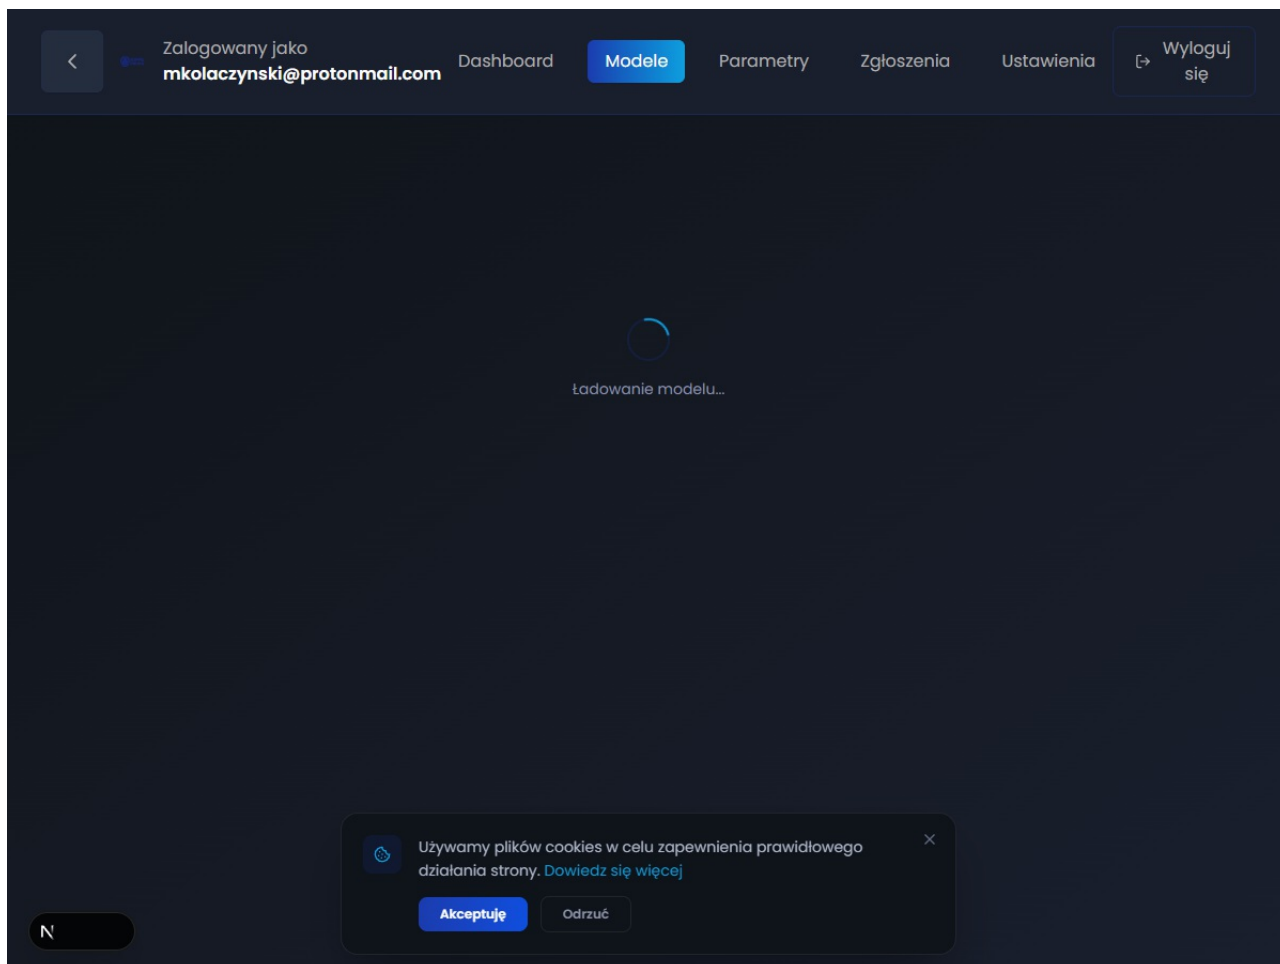 Zalogowany jako
mkolaczynski@protonmail.com
Dashboard
Modele
Parametry
Zgłoszenia
Ustawienia
Wyloguj
się
Ładowanie modelu...
Używamy plików cookies w celu zapewnienia prawidłowego
działania strony. Dowiedz się więcej
Akceptuję
Odrzuć
N